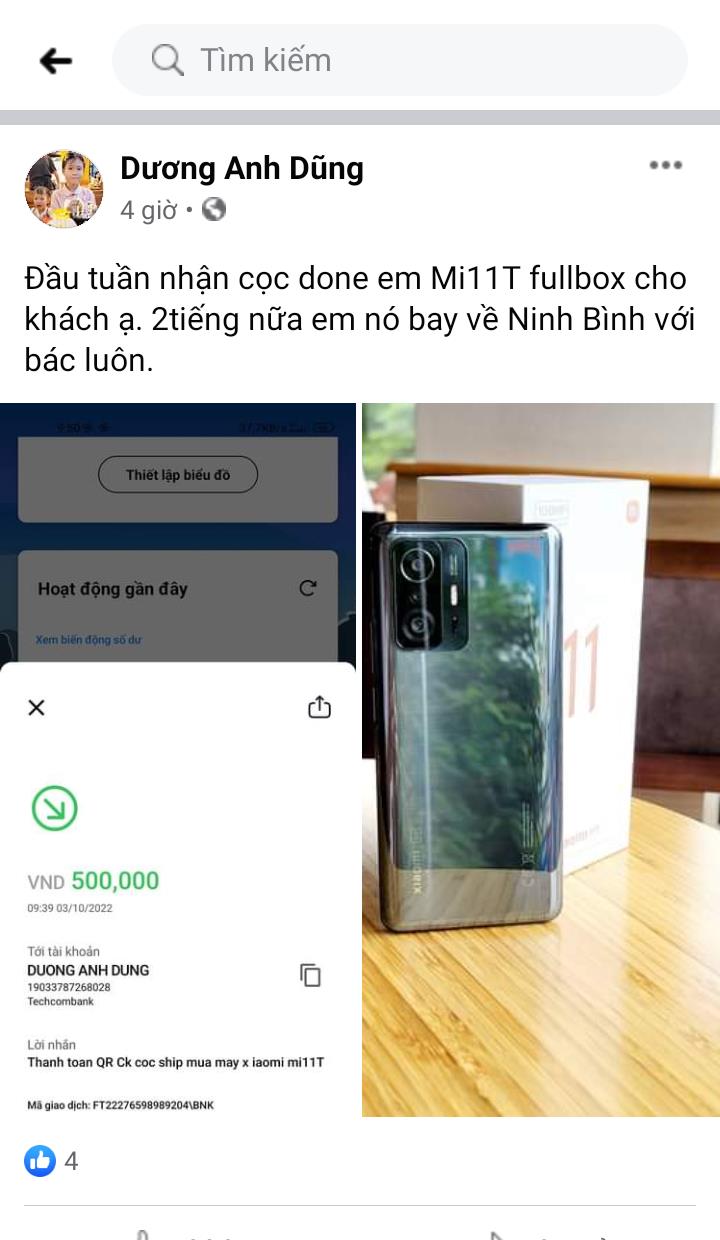 Tìm kiếm
Dương Anh Dũng
4 giờ
Đầu tuần nhận cọc done em Mi11T fullbox cho
khách ạ. 2tiếng nữa em nó bay về Ninh Bình với
bác luôn.
Thiết lập biểu đồ
Hoạt động gần đây
Xem biến động số dư
VND 500,000
09:39 03/10/2022
Tới tài khoản
DUONG ANH DUNG
19033787268028
Techcombank
Lời nhắn
Thanh toan QR Ck coc ship mua may x iaomi mi11T
Mã giao dịch: FT22276598989204\BNK
11
xiaomi
4